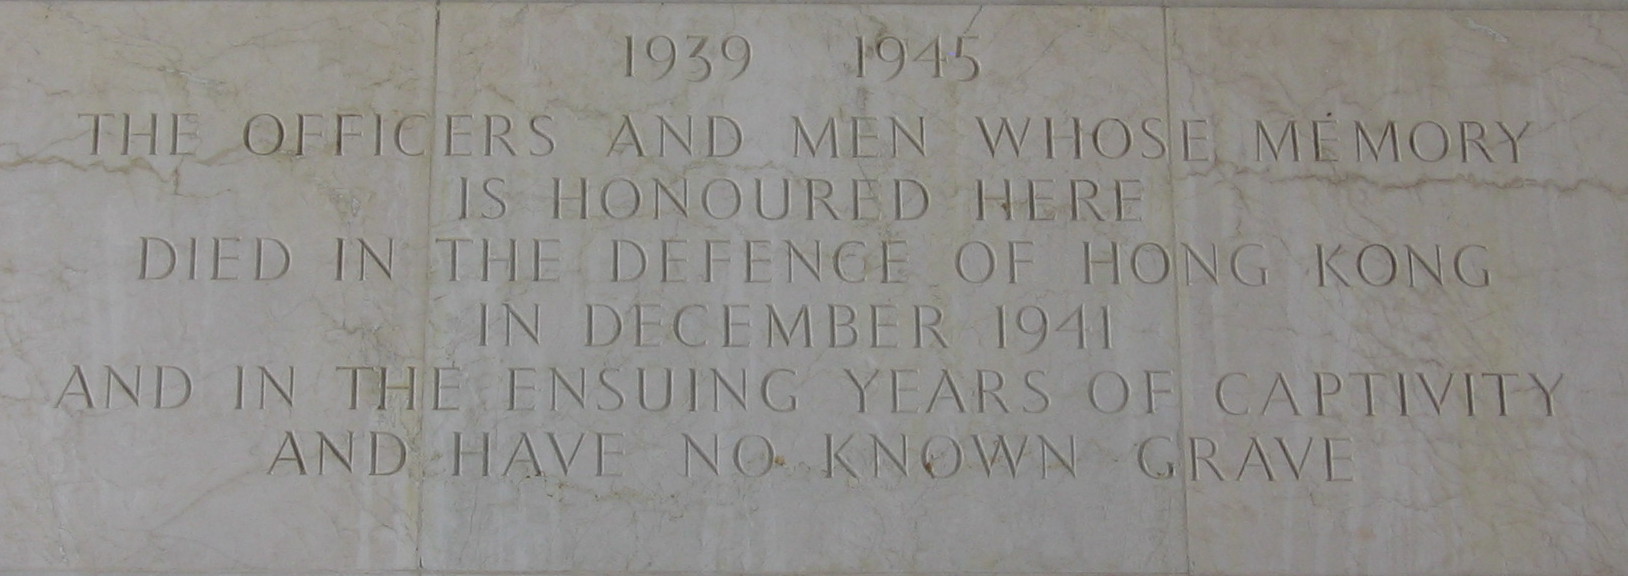 1939 1945
THE OFFICERS AND MEN WHOSE MEMORY
IS HONOURED HERE
DIED IN THE DEFENCE OF HONG KONG
IN DECEMBER 1941
AND IN THE ENSUING YEARS OF CAPTIVITY
AND HAVE NO KNOWN GRAVE